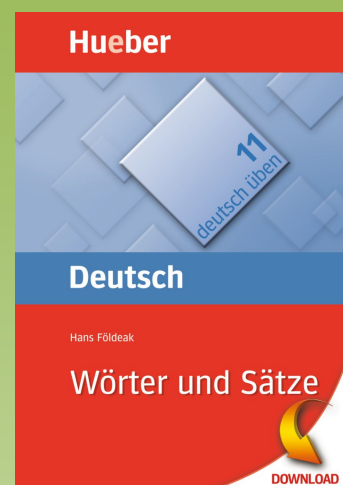 Hueber
11
deutsch üben
Deutsch
Hans Földeak
Wörter und Sätze
DOWNLOAD